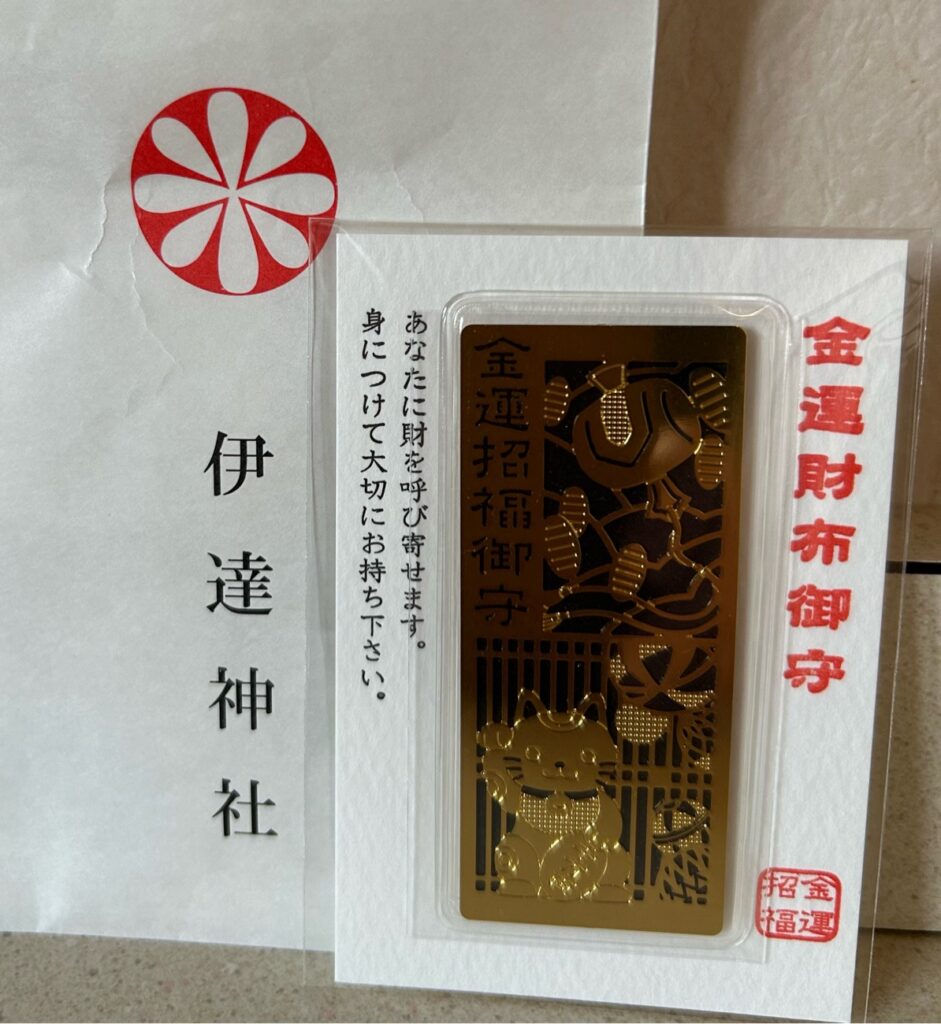 金運財布御守
金運招福御守
あなたに財を呼び寄せます。
身につけて大切にお持ち下さい。
金運
招福
伊達神社